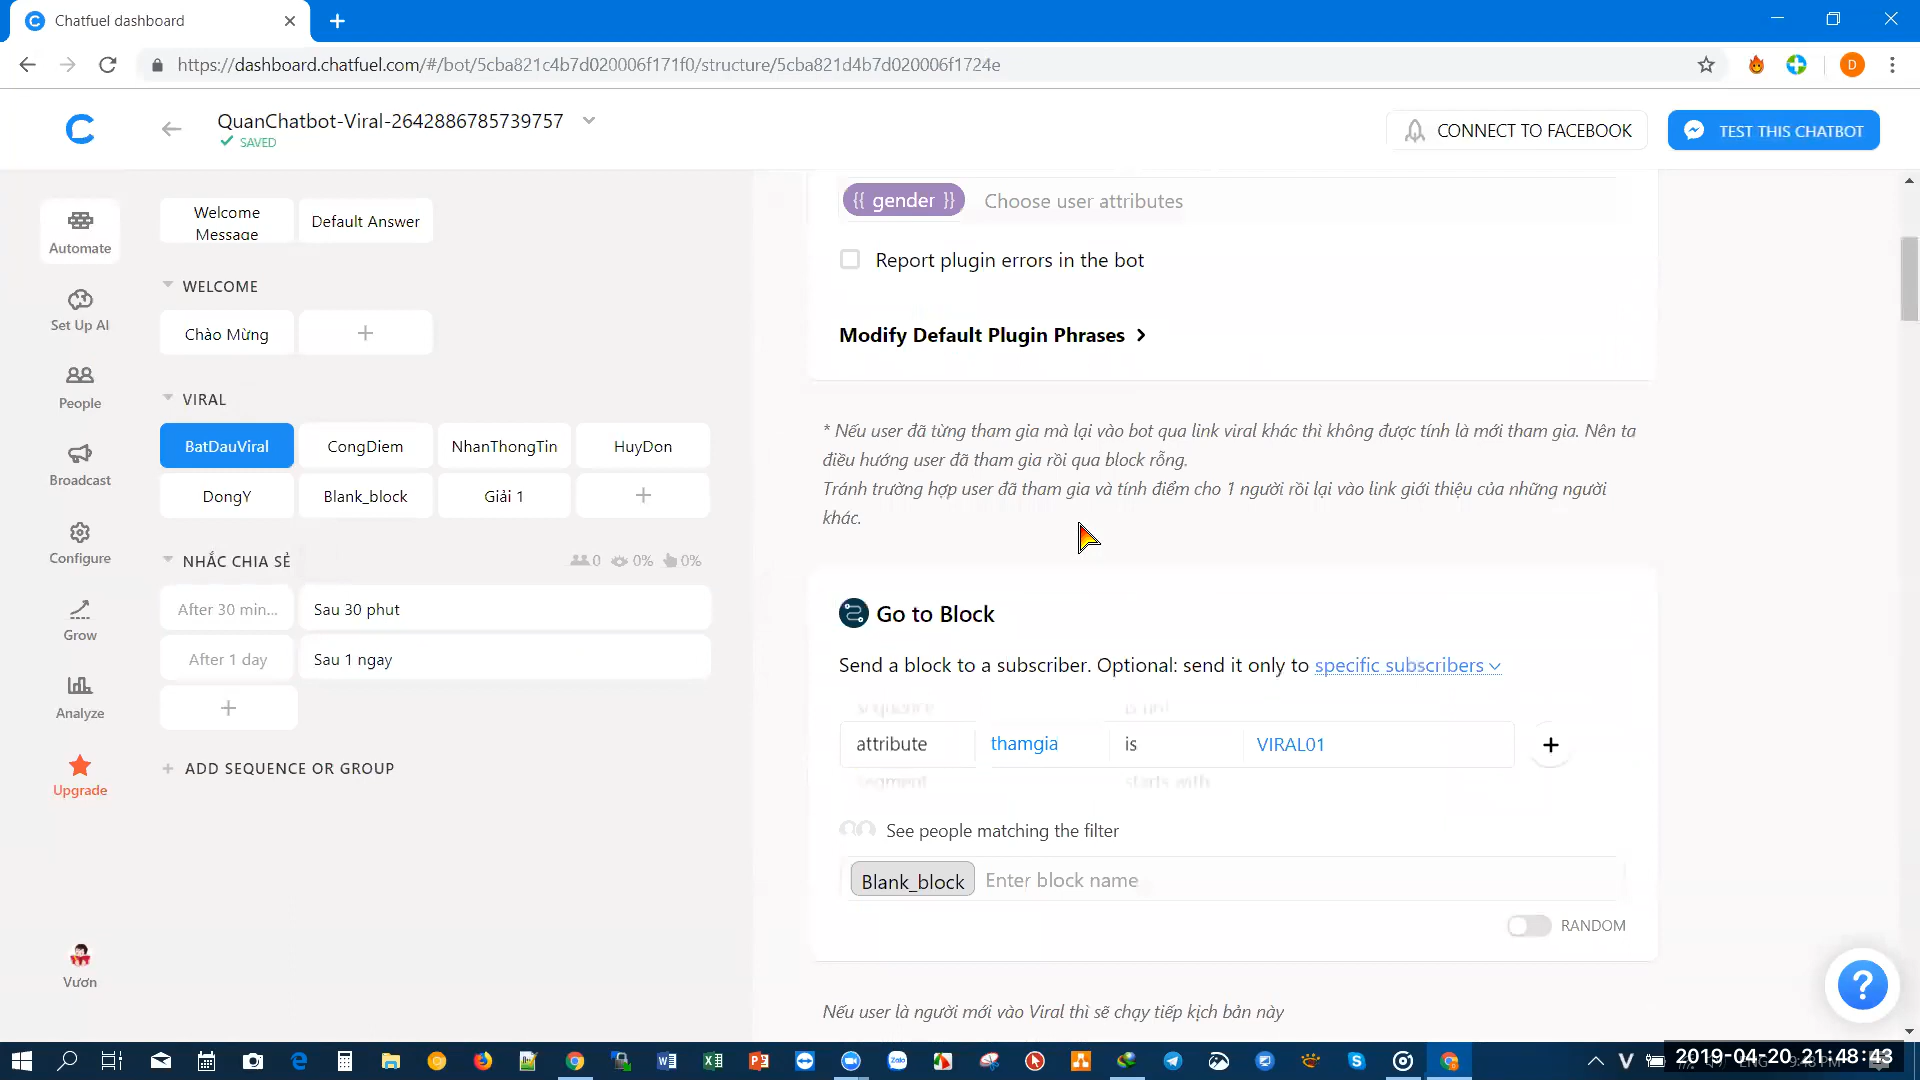 Chatfuel dashboard
https://dashboard.chatfuel.com/#/bot/5cba821c4b7d020006f171f0/structure/5cba821d4b7d020006f1724e
D
QuanChatbot-Viral-2642886785739757
SAVED
CONNECT TO FACEBOOK
TEST THIS CHATBOT
Automate
Set Up AI
People
Broadcast
Configure
Grow
Analyze
Upgrade
Vươn
Welcome
Message
Default Answer
WELCOME
Chào Mừng
VIRAL
BatDauViral
CongDiem
NhanThongTin
HuyDon
DongY
Blank_block
Giải 1
NHẮC CHIA SẺ
0
0%
0%
After 30 min...
Sau 30 phut
After 1 day
Sau 1 ngay
ADD SEQUENCE OR GROUP
{{ gender }}
Choose user attributes
Report plugin errors in the bot
Modify Default Plugin Phrases
* Nếu user đã từng tham gia mà lại vào bot qua link viral khác thì không được tính là mới tham gia. Nên ta
điều hướng user đã tham gia rồi qua block rỗng.
Tránh trường hợp user đã tham gia và tính điểm cho 1 người rồi lại vào link giới thiệu của những người
khác.
Go to Block
Send a block to a subscriber. Optional: send it only to specific subscribers
sequence
is not
attribute
thamgia
is
VIRAL01
segment
starts with
See people matching the filter
Blank_block
Enter block name
RANDOM
Nếu user là người mới vào Viral thì sẽ chạy tiếp kịch bản này
?
2019-04-20 21:48:43